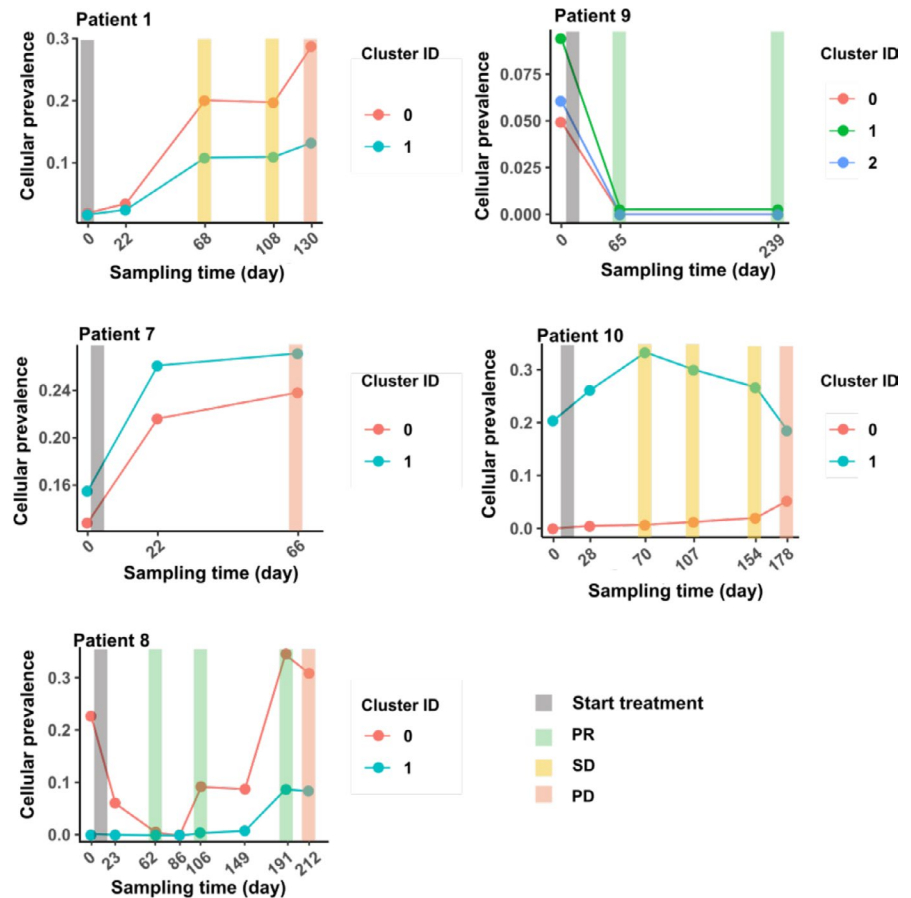 Patient 1
Cellular prevalence
0.3
0.2
0.1
0
22
68
108
130
Sampling time (day)
Cluster ID
0
1
Patient 9
Cellular prevalence
0.075
0.050
0.025
0.000
0
65
239
Sampling time (day)
Cluster ID
0
1
2
Patient 7
Cellular prevalence
0.24
0.20
0.16
0
22
66
Sampling time (day)
Cluster ID
0
1
Patient 10
Cellular prevalence
0.3
0.2
0.1
0.0
0
28
70
107
154
178
Sampling time (day)
Cluster ID
0
1
Patient 8
Cellular prevalence
0.3
0.2
0.1
0.0
0
23
62
86
106
149
191
212
Sampling time (day)
Cluster ID
0
1
Start treatment
PR
SD
PD